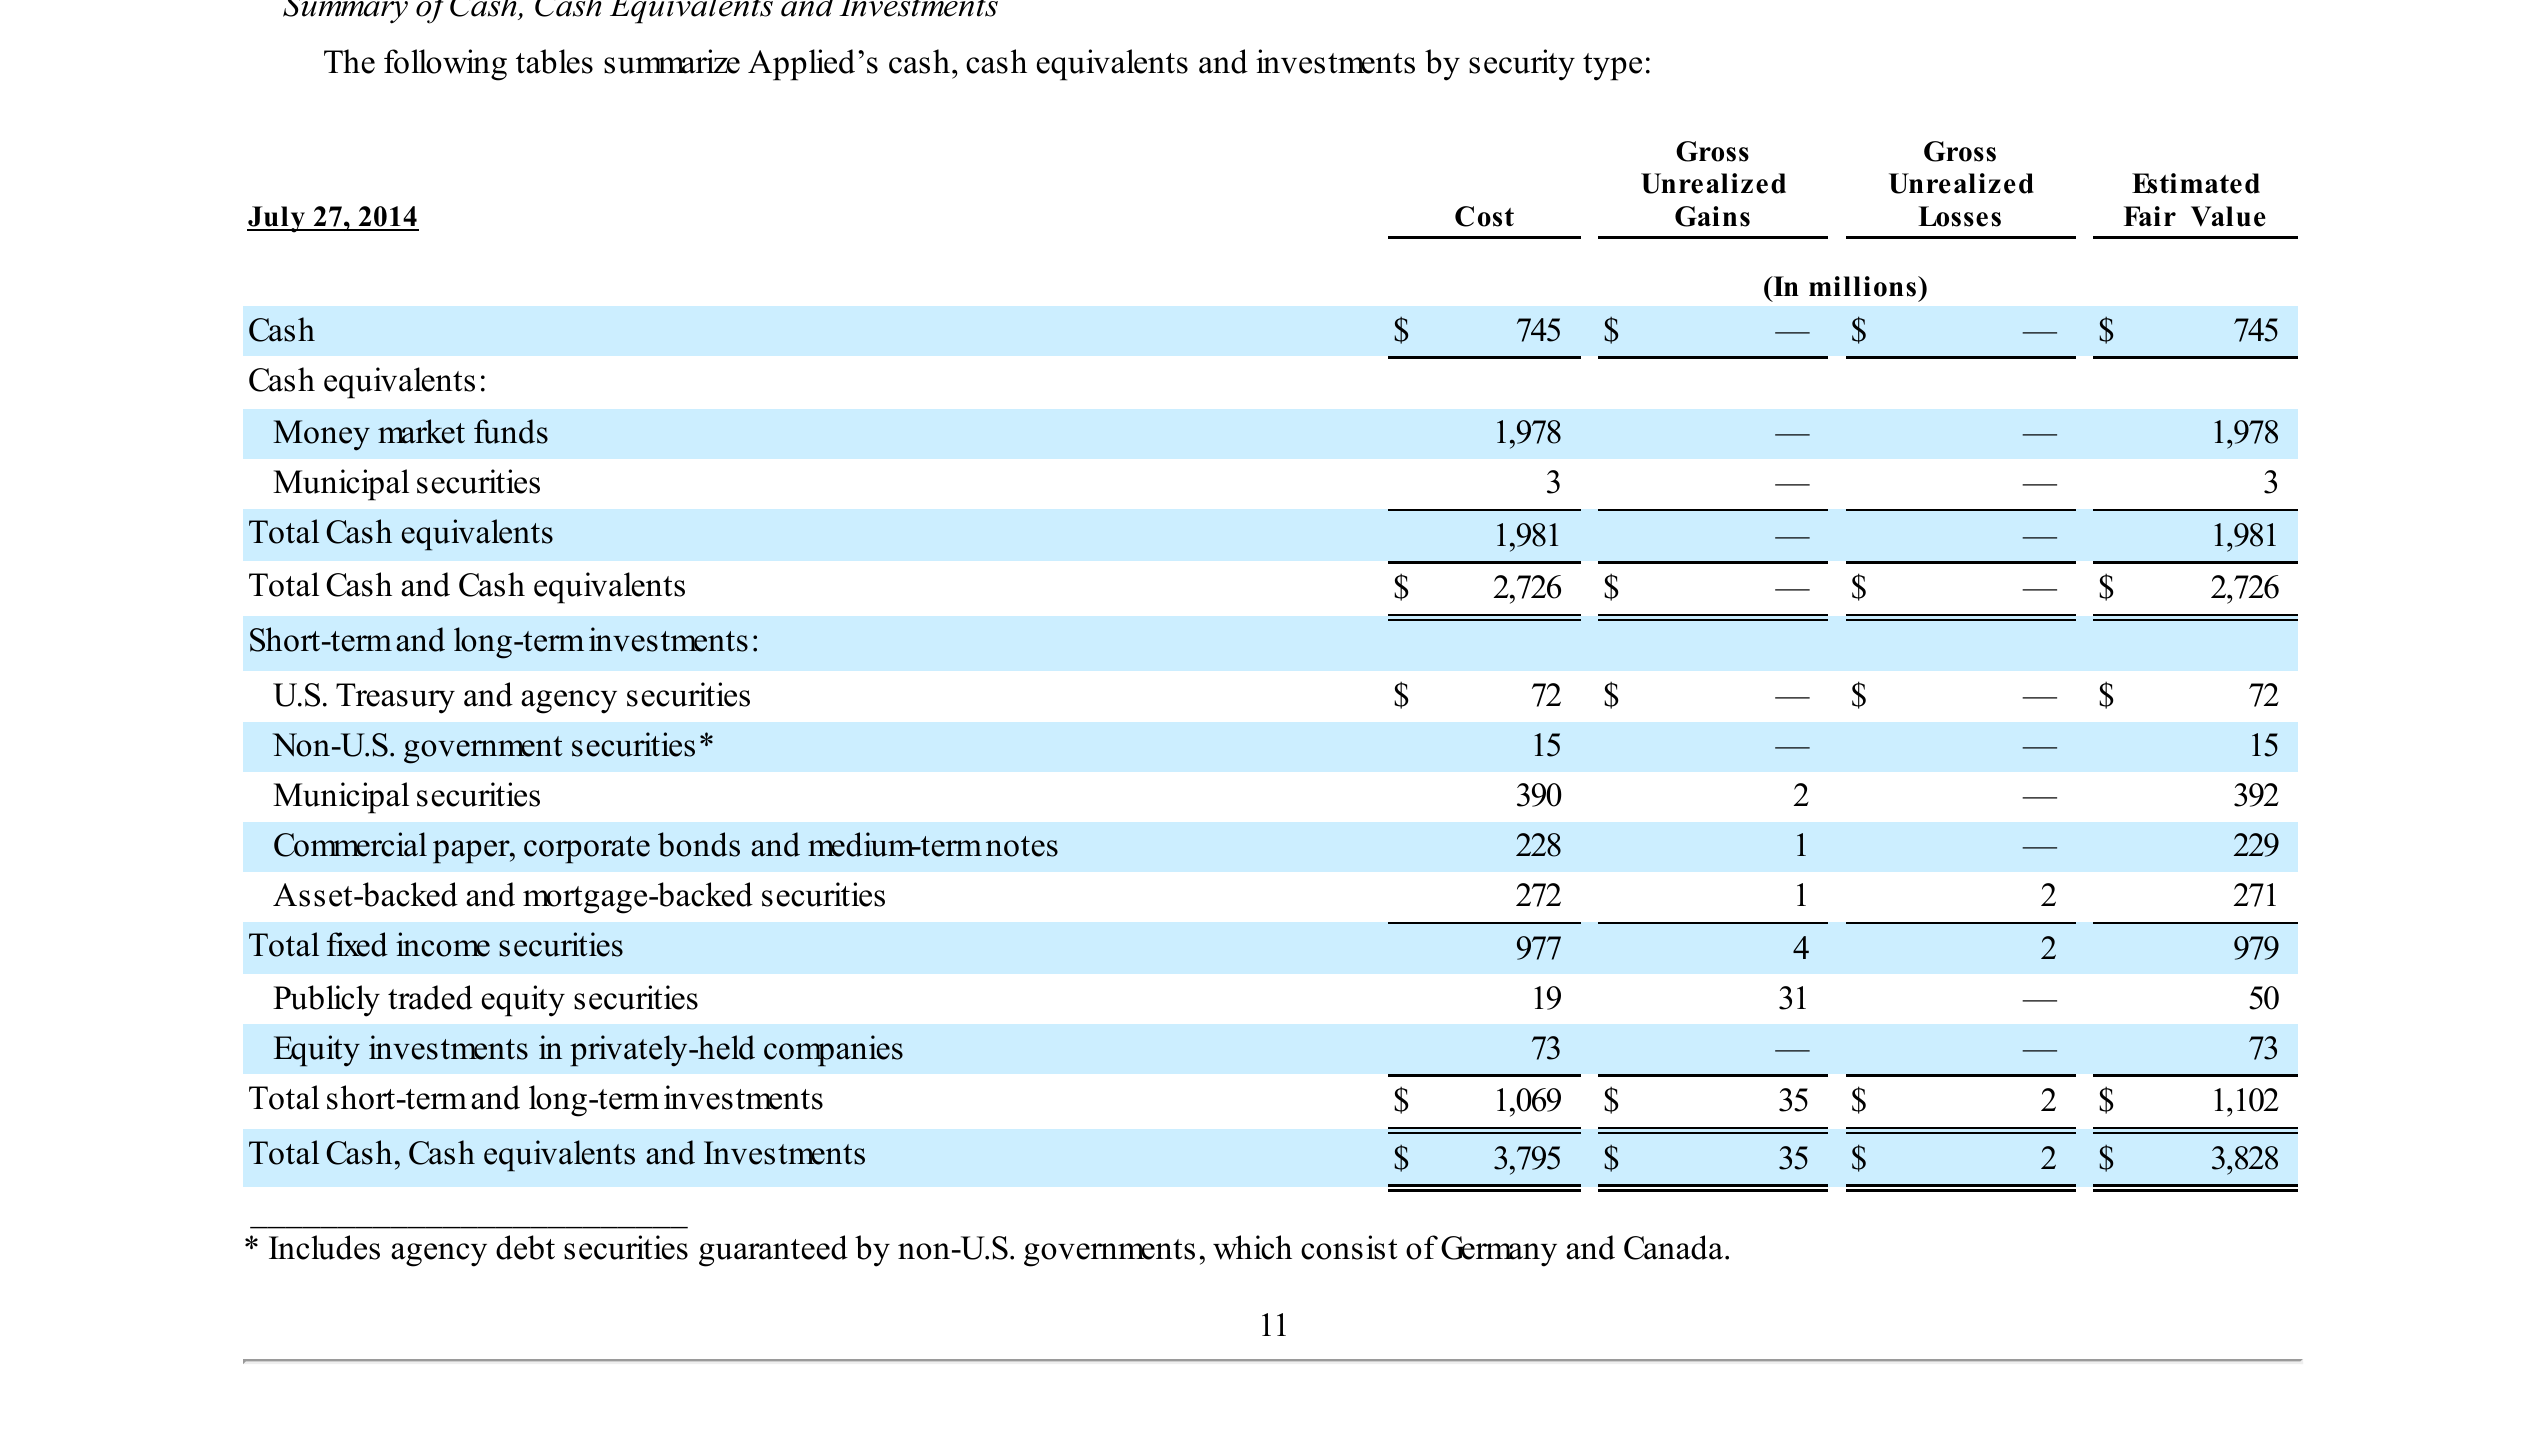 Summary of Cash, Cash Equivalents and Investments
The following tables summarize Applied’s cash, cash equivalents and investments by security type:
July 27, 2014 Cost Gross Unrealized Gains Gross Unrealized Losses Estimated Fair Value
(In millions)
Cash $ 745 $ — $ — $ 745
Cash equivalents:
Money market funds 1,978 — — 1,978
Municipal securities 3 — — 3
Total Cash equivalents 1,981 — — 1,981
Total Cash and Cash equivalents $ 2,726 $ — $ — $ 2,726
Short-term and long-term investments:
U.S. Treasury and agency securities $ 72 $ — $ — $ 72
Non-U.S. government securities* 15 — — 15
Municipal securities 390 2 — 392
Commercial paper, corporate bonds and medium-term notes 228 1 — 229
Asset-backed and mortgage-backed securities 272 1 2 271
Total fixed income securities 977 4 2 979
Publicly traded equity securities 19 31 — 50
Equity investments in privately-held companies 73 — — 73
Total short-term and long-term investments $ 1,069 $ 35 $ 2 $ 1,102
Total Cash, Cash equivalents and Investments $ 3,795 $ 35 $ 2 $ 3,828
* Includes agency debt securities guaranteed by non-U.S. governments, which consist of Germany and Canada.
11